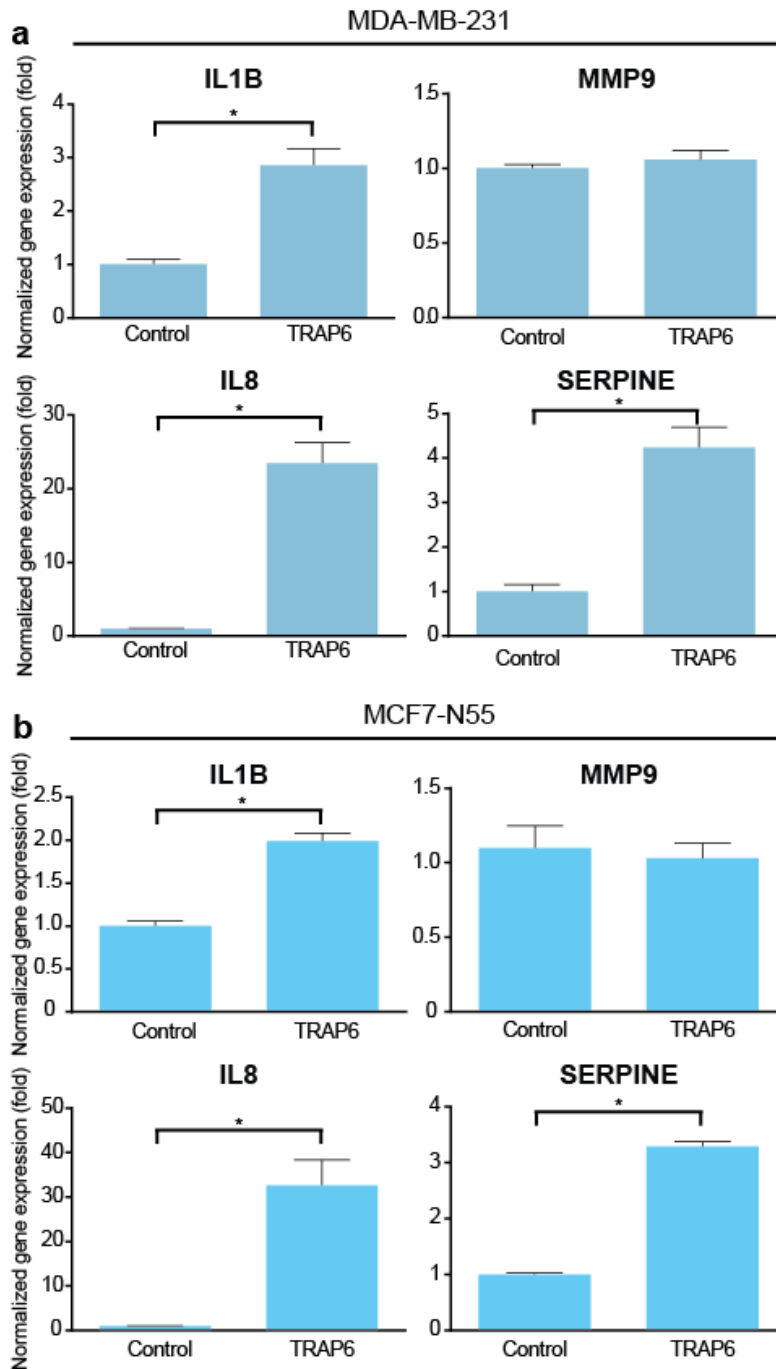 a
MDA-MB-231
IL1B
Normalized gene expression (fold)
4
3
2
1
0
*
Control
TRAP6
MMP9
1.5
1.0
0.5
0.0
Control
TRAP6
IL8
Normalized gene expression (fold)
30
20
10
0
*
Control
TRAP6
SERPINE
5
4
3
2
1
0
*
Control
TRAP6
b
MCF7-N55
IL1B
Normalized gene expression (fold)
2.5
2.0
1.5
1.0
0.5
0
*
Control
TRAP6
MMP9
1.5
1.0
0.5
0
Control
TRAP6
IL8
Normalized gene expression (fold)
50
40
30
20
10
0
*
Control
TRAP6
SERPINE
4
3
2
1
0
*
Control
TRAP6